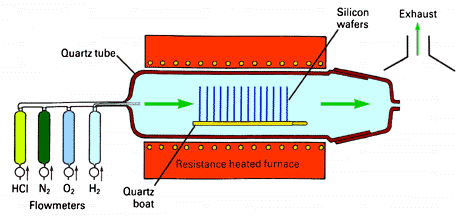 Silicon
wafers
Exhaust
Quartz tube
Resistance heated furnace
HCl N₂ O₂ H₂
Flowmeters
Quartz
boat